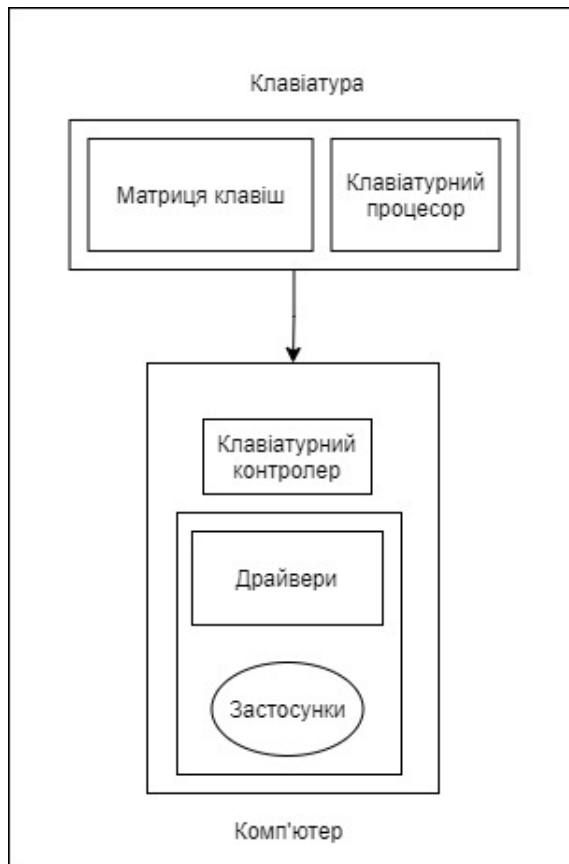 Клавіатура
Матриця клавіш
Клавіатурний
процесор
Клавіатурний
контролер
Драйвери
Застосунки
Комп'ютер